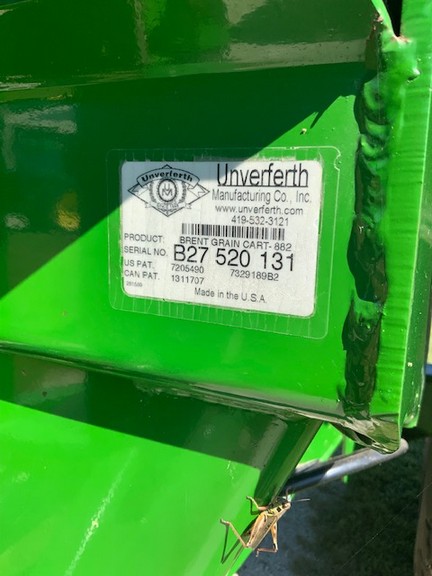 Unverferth
Unverferth
Manufacturing Co., Inc.
www.unverferth.com
419-532-3121
PRODUCT: BRENT GRAIN CART- 882
SERIAL NO. B27 520 131
US PAT. 7205490 7329189B2
CAN PAT. 1311707
Made in the U.S.A.